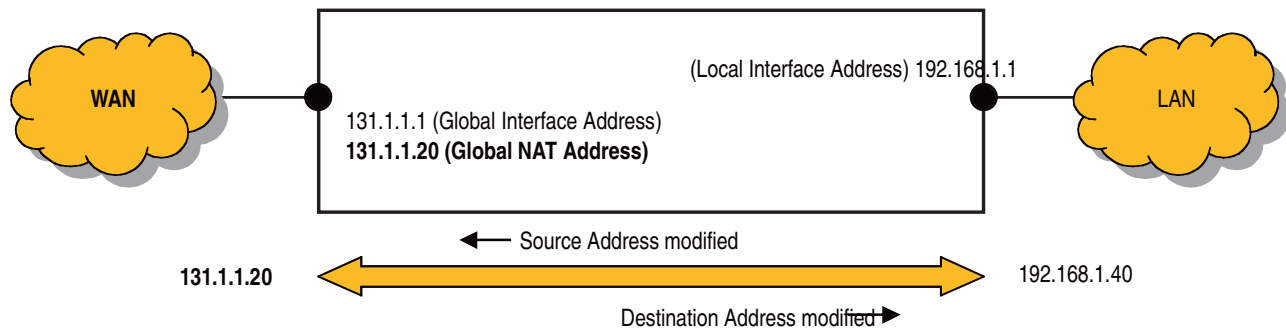 (Local Interface Address) 192.168.1.1
WAN
LAN
131.1.1.1 (Global Interface Address)
131.1.1.20 (Global NAT Address)
Source Address modified
131.1.1.20
192.168.1.40
Destination Address modified